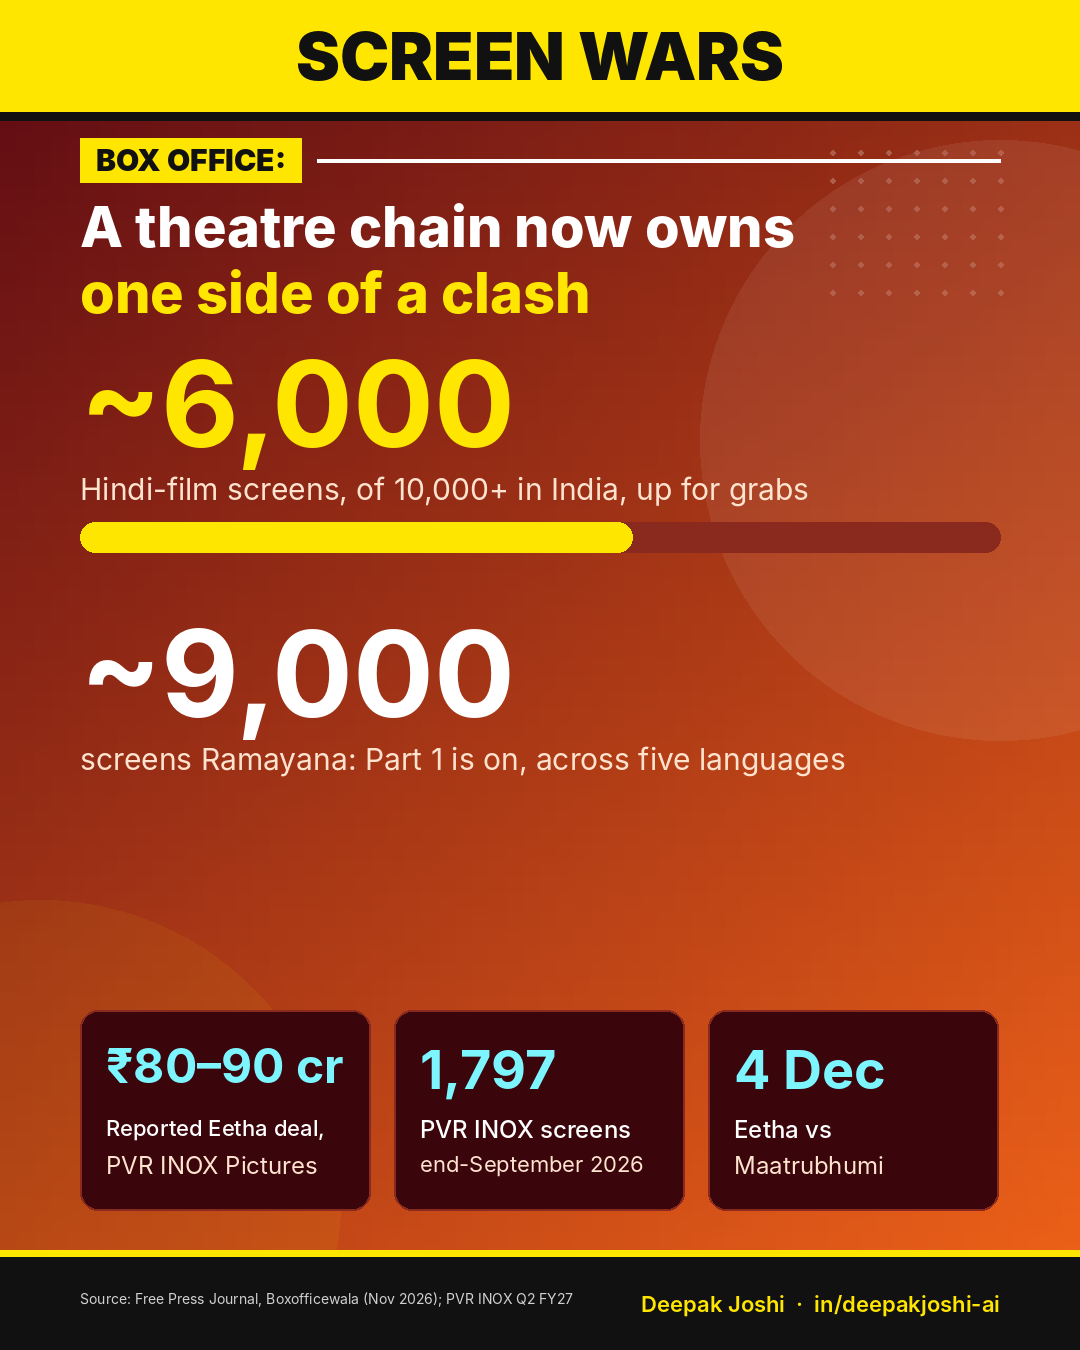 SCREEN WARS
BOX OFFICE:
A theatre chain now owns
one side of a clash
~6,000
Hindi-film screens, of 10,000+ in India, up for grabs
~9,000
screens Ramayana: Part 1 is on, across five languages
₹80–90 cr
Reported Eetha deal,
PVR INOX Pictures
1,797
PVR INOX screens
end-September 2026
4 Dec
Eetha vs
Maatrubhumi
Source: Free Press Journal, Boxofficewala (Nov 2026); PVR INOX Q2 FY27
Deepak Joshi · in/deepakjoshi-ai